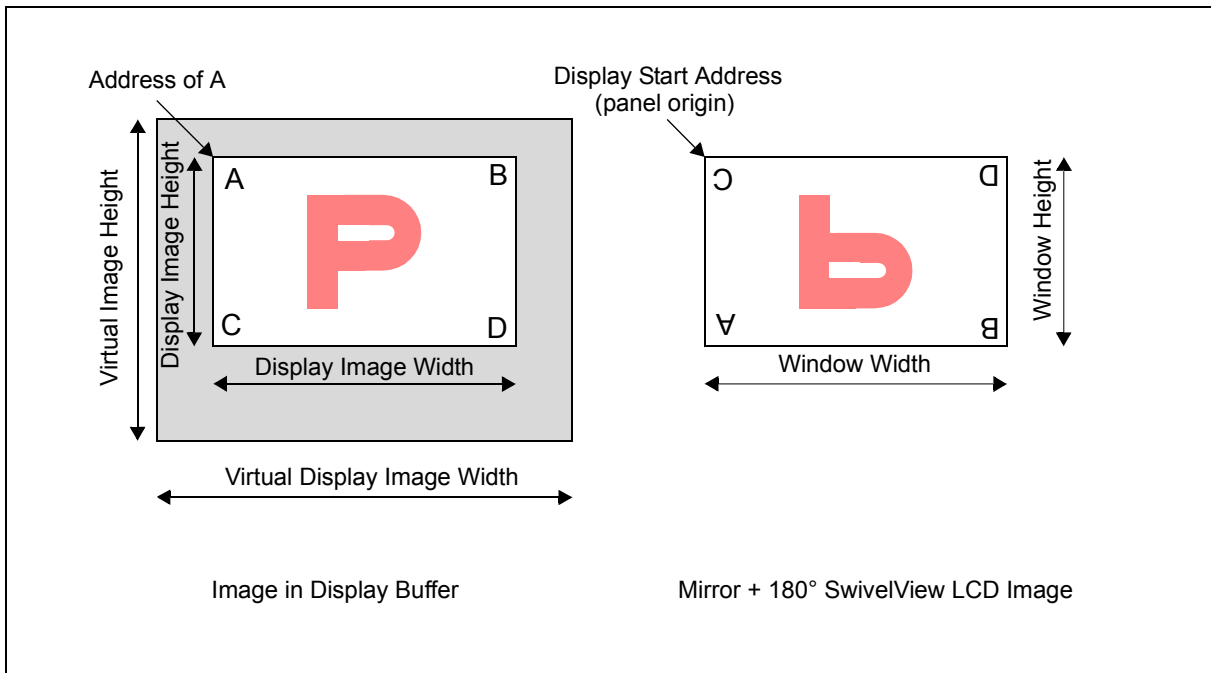 Address of A
Display Start Address
(panel origin)
Virtual Image Height
Display Image Height
A
B
C
D
Display Image Width
Virtual Display Image Width
P
C
D
A
B
b
Window Height
Window Width
Image in Display Buffer
Mirror + 180° SwivelView LCD Image